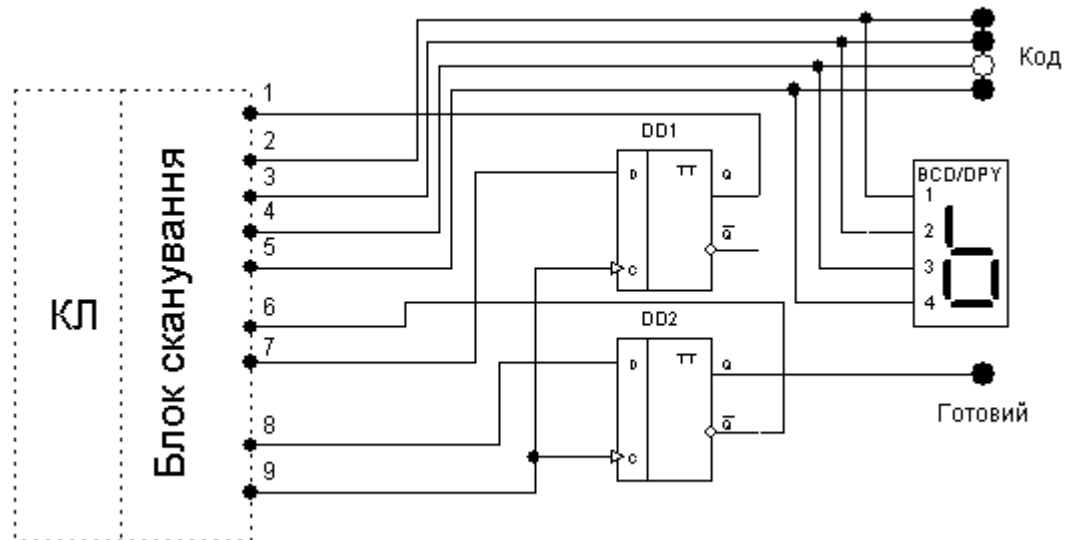 Код
1
DD1
2
BCD/DPY
D TT Q
3
1
4
2
Q
5
3
C
КЛ
Блок сканування
6
4
DD2
7
D TT Q
Готовий
8
Q
C
9